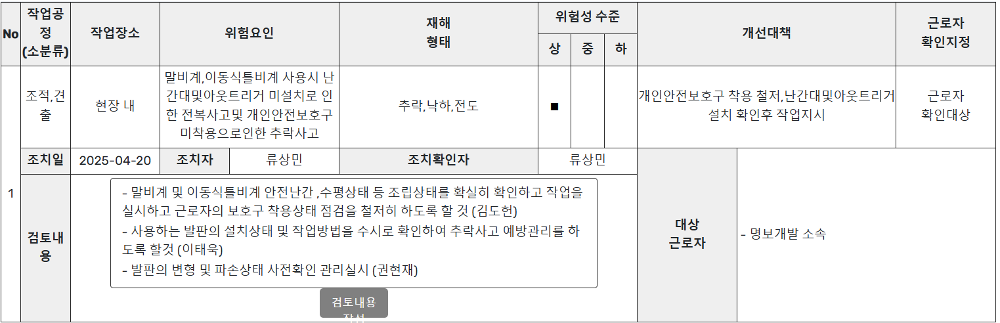 No
작업공
정
(소분류)
작업장소
위험요인
재해
형태
위험성 수준
상
중
하
개선대책
근로자
확인지정
1
조적,견
출
현장 내
말비계,이동식틀비계 사용시 난
간대및아웃트리거 미설치로 인
한 전복사고및 개인안전보호구
미착용으로인한 추락사고
추락,낙하,전도
■
개인안전보호구 착용 철저,난간대및아웃트리거
설치 확인후 작업지시
근로자
확인대상
조치일
2025-04-20
조치자
류상민
조치확인자
류상민
검토내
용
- 말비계 및 이동식틀비계 안전난간 ,수평상태 등 조립상태를 확실히 확인하고 작업을
실시하고 근로자의 보호구 착용상태 점검을 철저히 하도록 할 것 (김도헌)
- 사용하는 발판의 설치상태 및 작업방법을 수시로 확인하여 추락사고 예방관리를 하
도록 할것 (이태욱)
- 발판의 변형 및 파손상태 사전확인 관리실시 (권현재)
검토내용
작성
대상
근로자
- 명보개발 소속